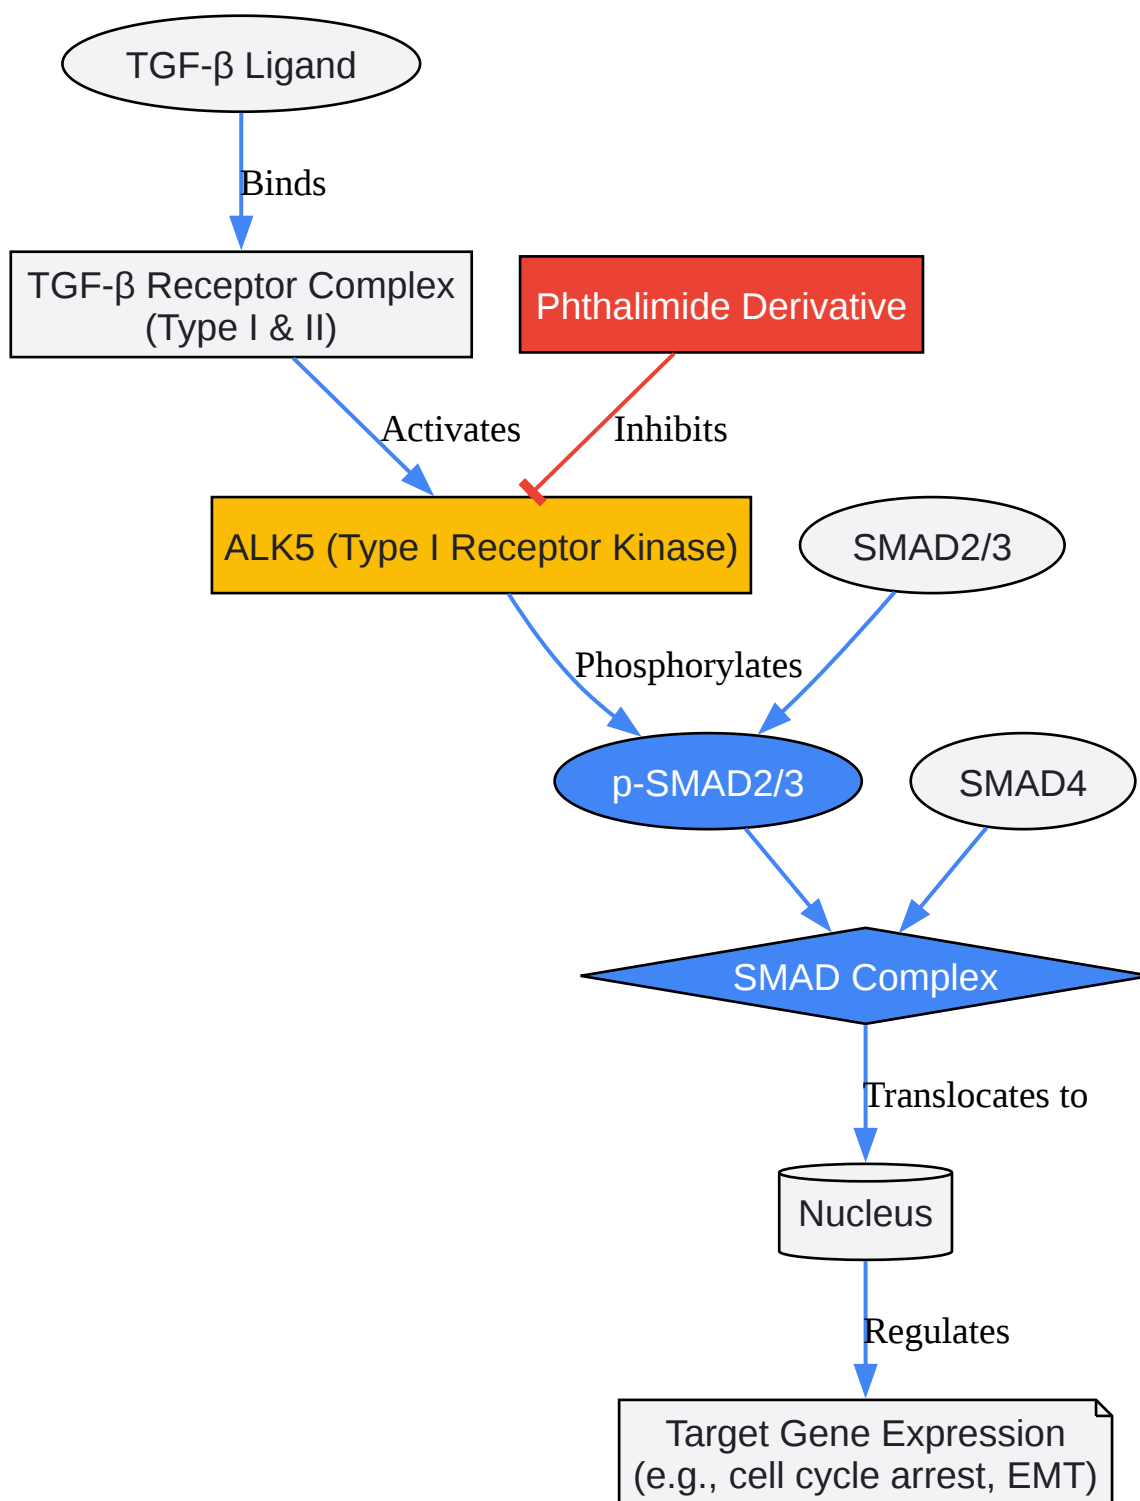 TGF-β Ligand
Binds
TGF-β Receptor Complex
(Type I & II)
Phthalimide Derivative
Activates
Inhibits
ALK5 (Type I Receptor Kinase)
SMAD2/3
Phosphorylates
p-SMAD2/3
SMAD4
SMAD Complex
Translocates to
Nucleus
Regulates
Target Gene Expression
(e.g., cell cycle arrest, EMT)